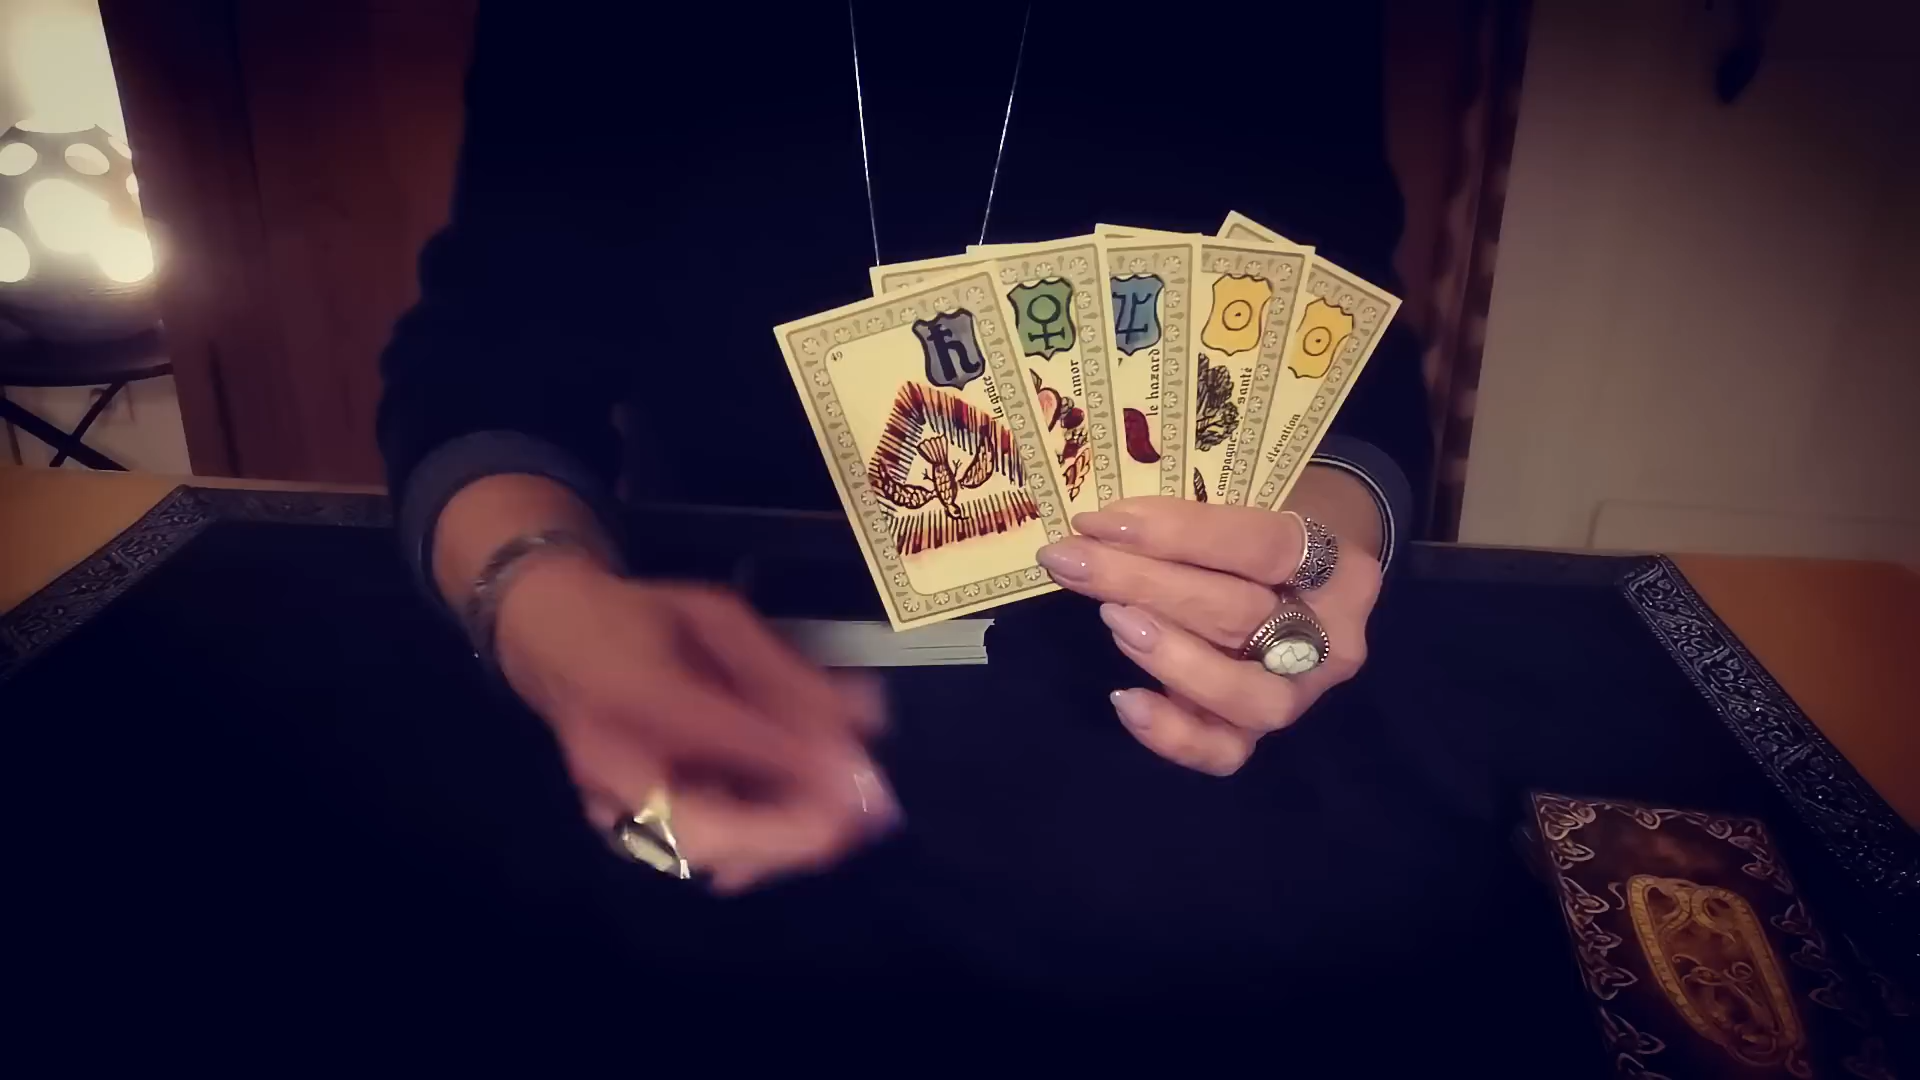 49
la grâce
amor
le hazard
campagne-santé
élévation